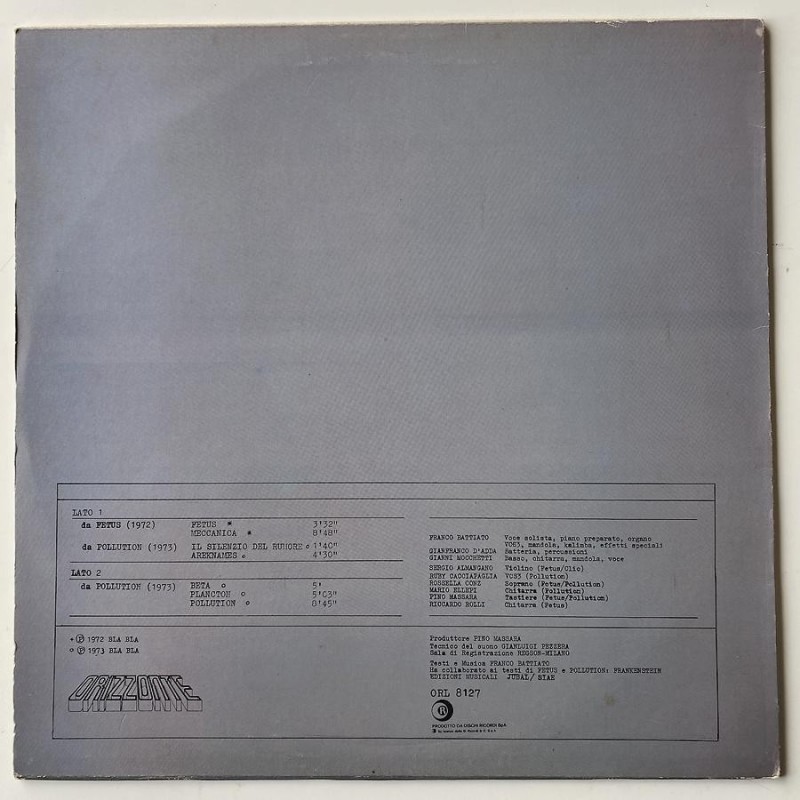 LATO 1
da FETUS (1972) FETUS * 3'32"
MECCANICA * 8'48"
da POLLUTION (1973) IL SILENZIO DEL RUMORE o 1'40"
AREKNAMES o 4'30"
LATO 2
da POLLUTION (1973) BETA o 5'
PLANCTON o 5'03"
POLLUTION o 8'45"
FRANCO BATTIATO Voce solista, piano preparato, organo
VCS3, mandola, kalimba, effetti speciali
GIANFRANCO D'ADDA Batteria, percussioni
GIANNI MOCCHETTI Basso, chitarra, mandola, voce
SERGIO ALMANGANO Violino (Fetus/Clic)
RUBY CACCIAPAGLIA VCS3 (Pollution)
ROSSELLA CONZ Soprano (Fetus/Pollution)
MARIO ELLEPI Chitarra (Pollution)
PINO MASSARA Tastiere (Fetus/Pollution)
RICCARDO ROLLI Chitarra (Fetus)
* Ⓟ 1972 BLA BLA
o Ⓟ 1973 BLA BLA
ORIZZONTE
Produttore PINO MASSARA
Tecnico del suono GIANLUIGI PEZZERA
Sala di Registrazione REGSON-MILANO
Testi e Musica FRANCO BATTIATO
Ha collaborato ai testi di FETUS e POLLUTION: FRANKENSTEIN
EDIZIONI MUSICALI JUBAL/SIAE
ORL 8127
R
PRODOTTO DA DISCHI RICORDI S.p.A.